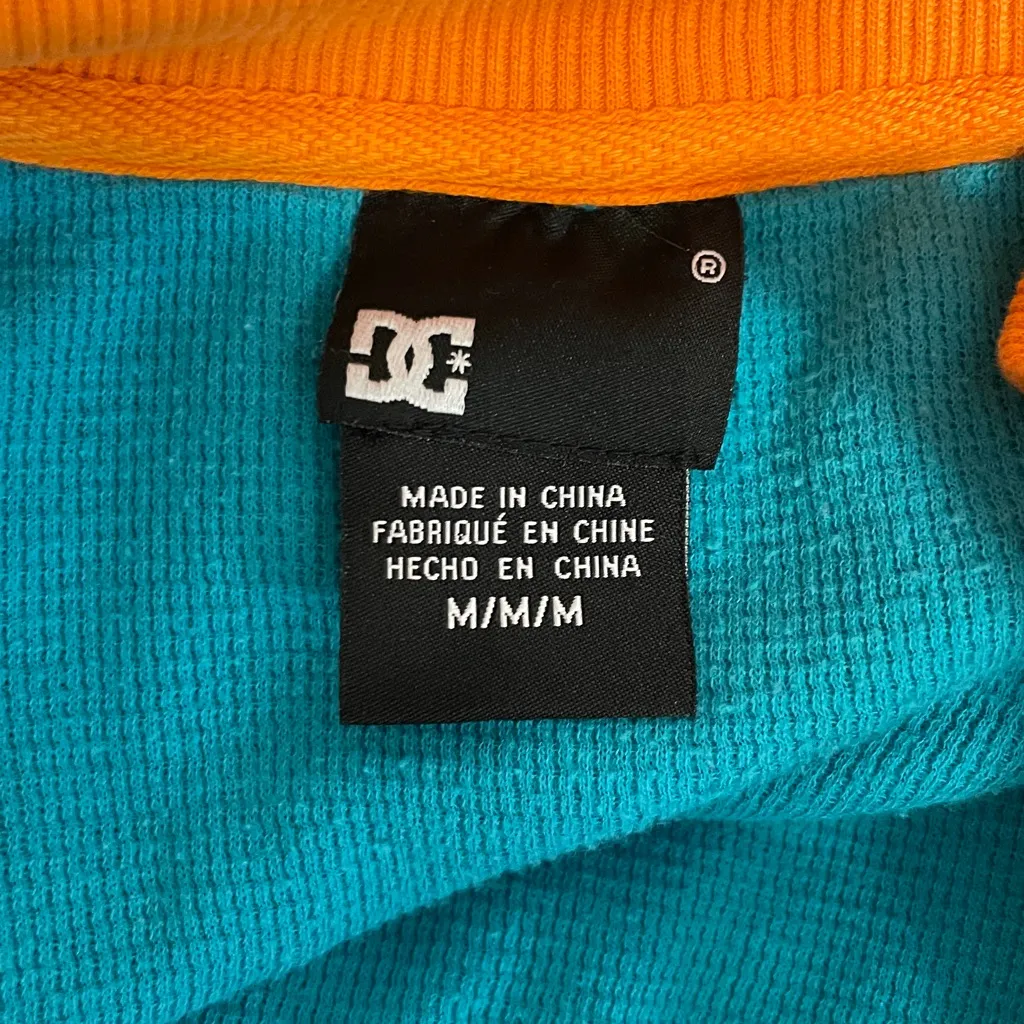 ®
DC*
MADE IN CHINA
FABRIQUÉ EN CHINE
HECHO EN CHINA
M/M/M